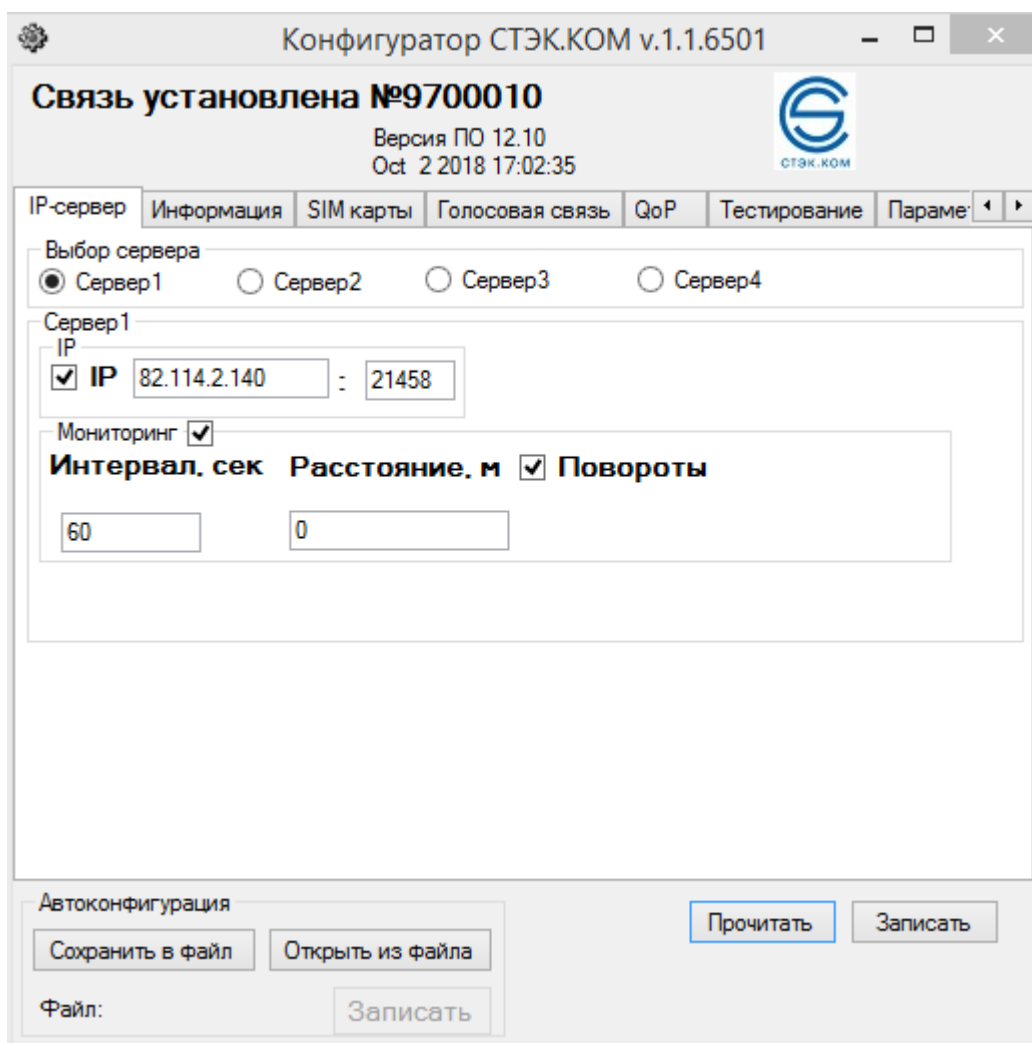 Конфигуратор СТЭК.КОМ v.1.1.6501
Связь установлена №9700010
Версия ПО 12.10
Oct 2 2018 17:02:35
СТЭК.КОМ
IP-сервер Информация SIM карты Голосовая связь QoP Тестирование Параме
Выбор сервера
Сервер1 Сервер2 Сервер3 Сервер4
Сервер1
IP
IP 82.114.2.140 : 21458
Мониторинг
Интервал, сек Расстояние, м Повороты
60 0
Автоконфигурация
Прочитать Записать
Сохранить в файл Открыть из файла
Файл: Записать